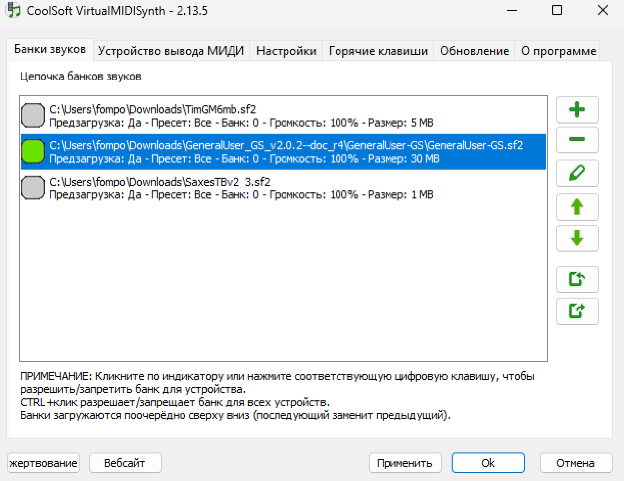 CoolSoft VirtualMIDISynth - 2.13.5
Банки звуков Устройство вывода МИДИ Настройки Горячие клавиши Обновление О программе
Цепочка банков звуков
C:\Users\fompo\Downloads\TimGM6mb.sf2
Предзагрузка: Да - Пресет: Все - Банк: 0 - Громкость: 100% - Размер: 5 MB
C:\Users\fompo\Downloads\GeneralUser_GS_v2.0.2--doc_r4\GeneralUser-GS\GeneralUser-GS.sf2
Предзагрузка: Да - Пресет: Все - Банк: 0 - Громкость: 100% - Размер: 30 MB
C:\Users\fompo\Downloads\SaxesTBv2_3.sf2
Предзагрузка: Да - Пресет: Все - Банк: 0 - Громкость: 100% - Размер: 1 MB
ПРИМЕЧАНИЕ: Кликните по индикатору или нажмите соответствующую цифровую клавишу, чтобы
разрешить/запретить банк для устройства.
CTRL+клик разрешает/запрещает банк для всех устройств.
Банки загружаются поочерёдно сверху вниз (последующий заменит предыдущий).
жертвование Вебсайт Применить Ok Отмена